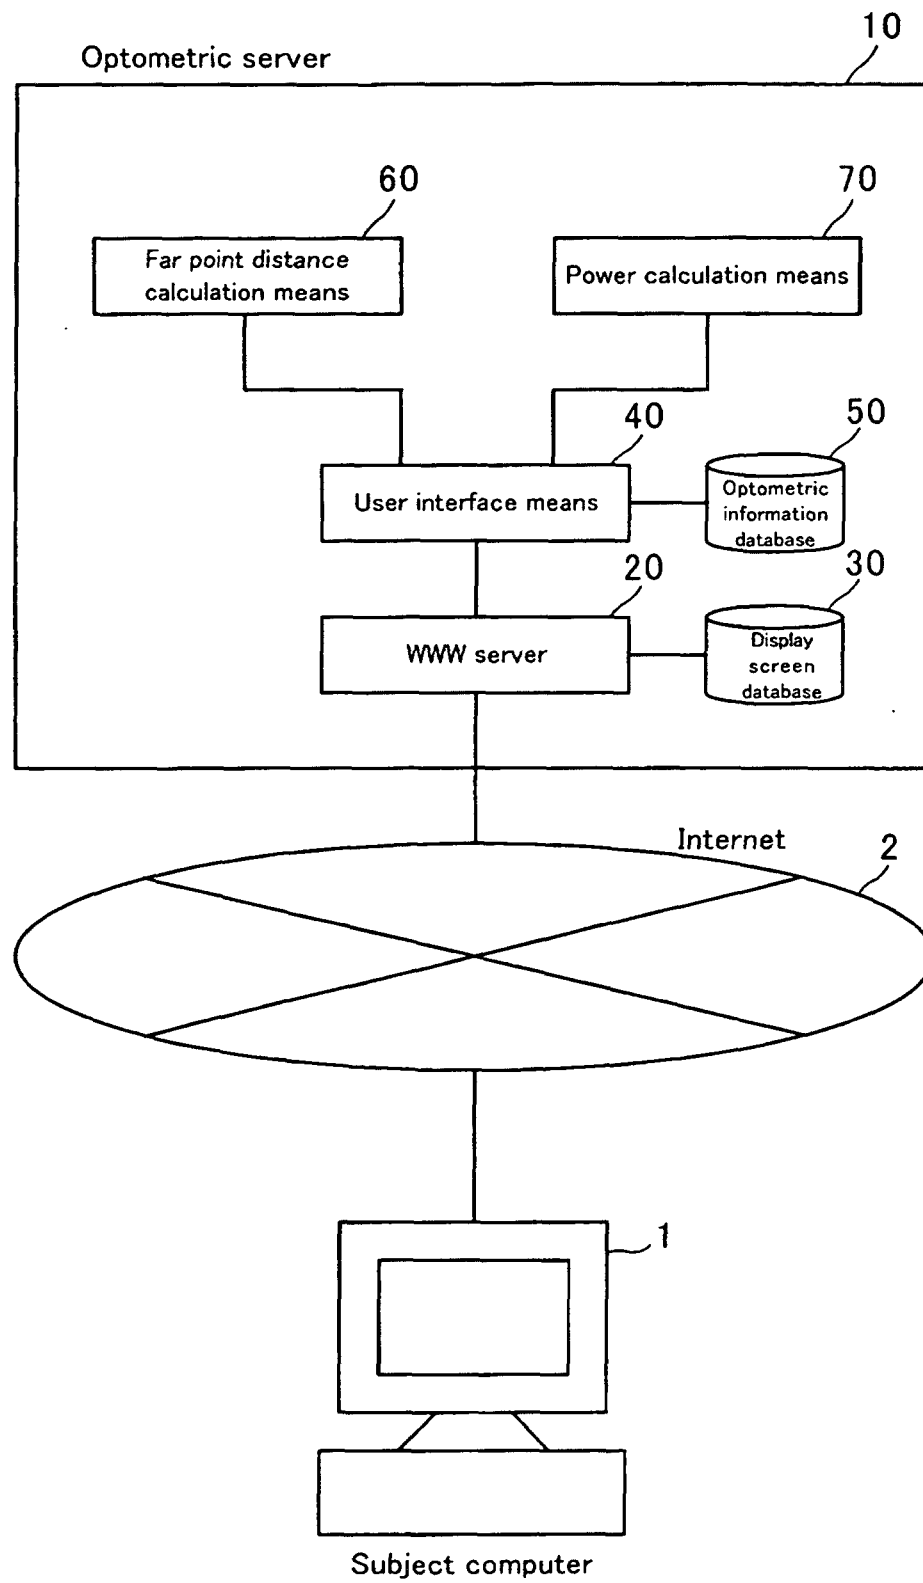 10
Optometric server
60
70
Far point distance
calculation means
Power calculation means
40
50
User interface means
Optometric
information
database
20
30
WWW server
Display
screen
database
Internet
2
1
Subject computer